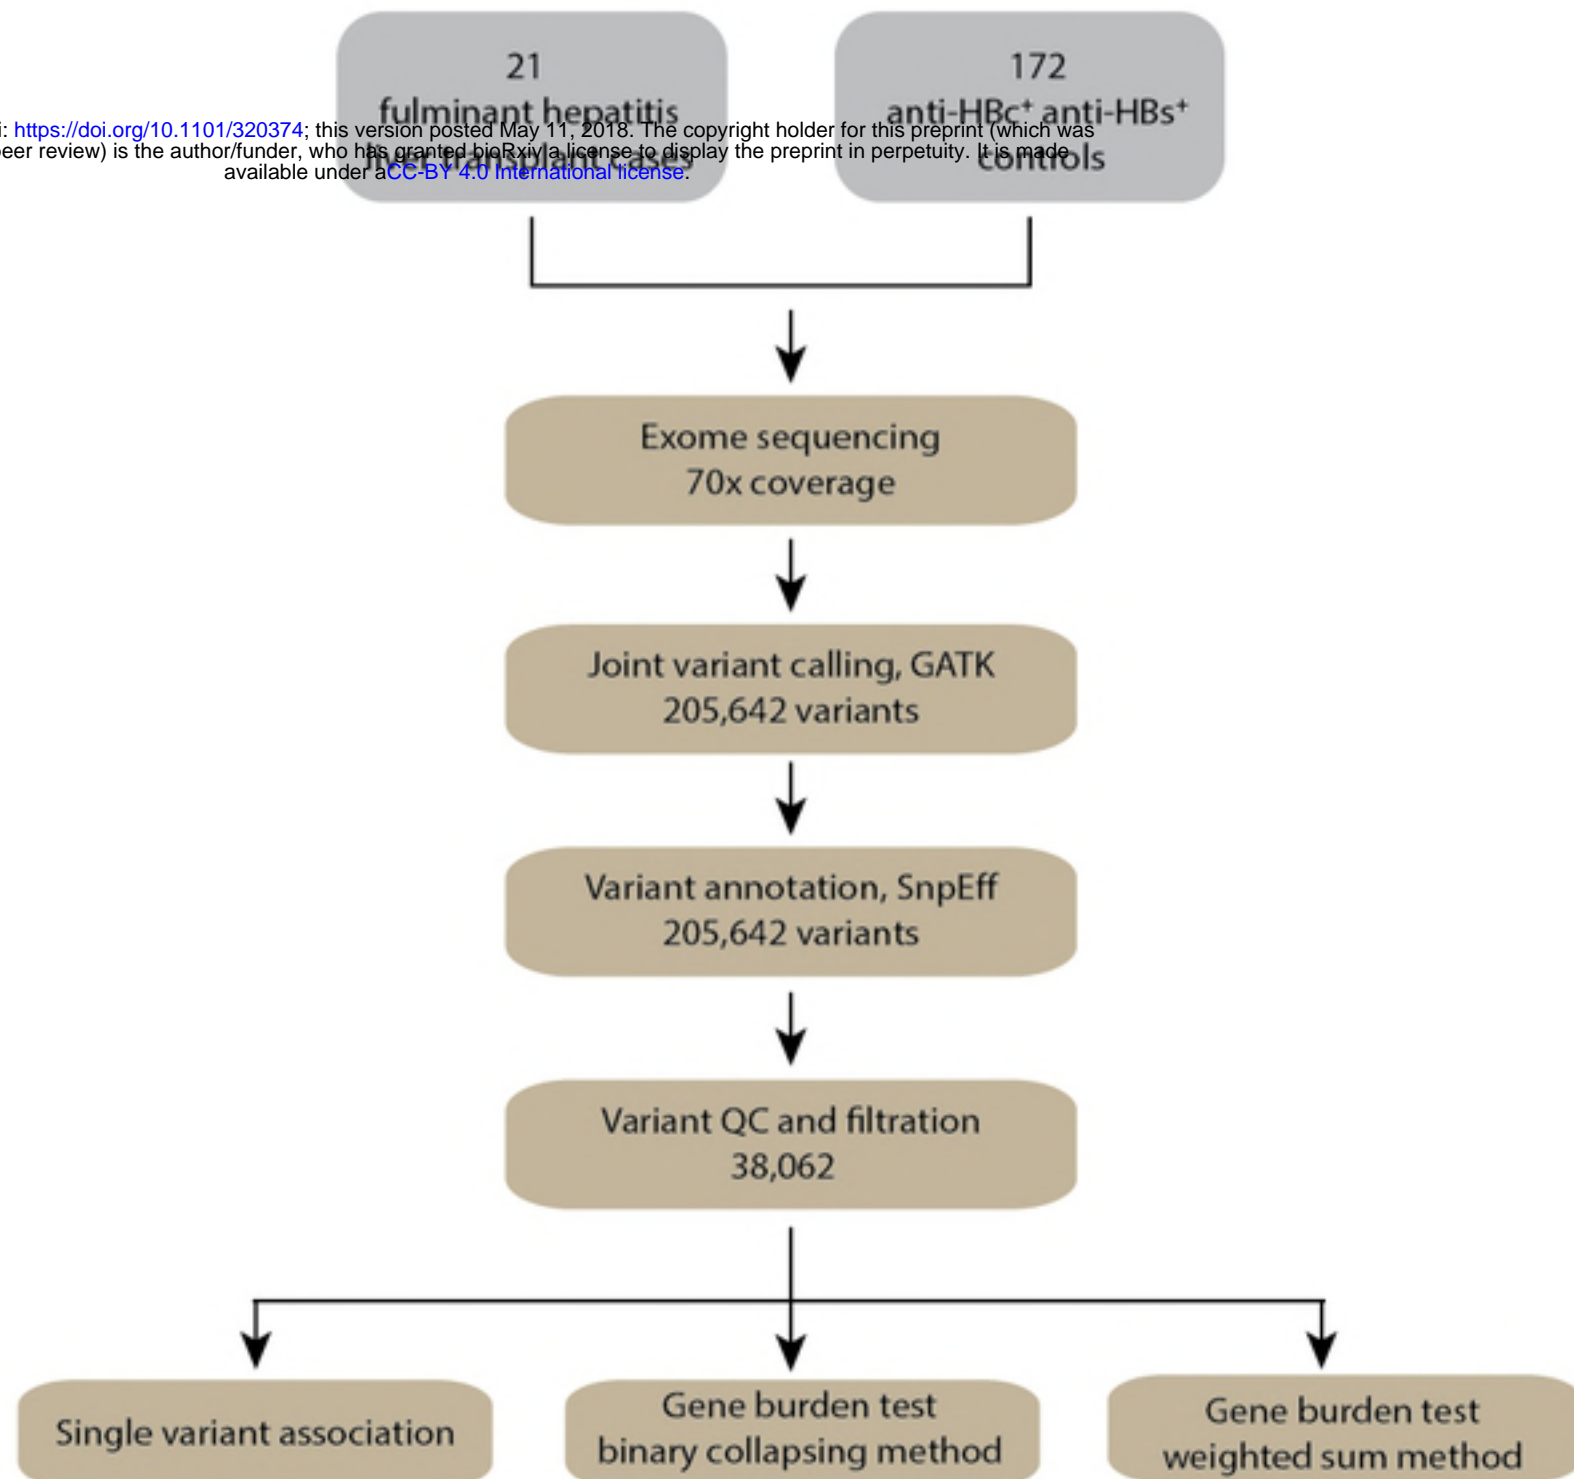 21
fulminant hepatitis
liver transplant cases
172
anti-HBc⁺ anti-HBs⁺
controls
i: https://doi.org/10.1101/320374; this version posted May 11, 2018. The copyright holder for this preprint (which was
peer review) is the author/funder, who has granted bioRxiv a license to display the preprint in perpetuity. It is made
available under aCC-BY 4.0 International license.
Exome sequencing
70x coverage
Joint variant calling, GATK
205,642 variants
Variant annotation, SnpEff
205,642 variants
Variant QC and filtration
38,062
Single variant association
Gene burden test
binary collapsing method
Gene burden test
weighted sum method